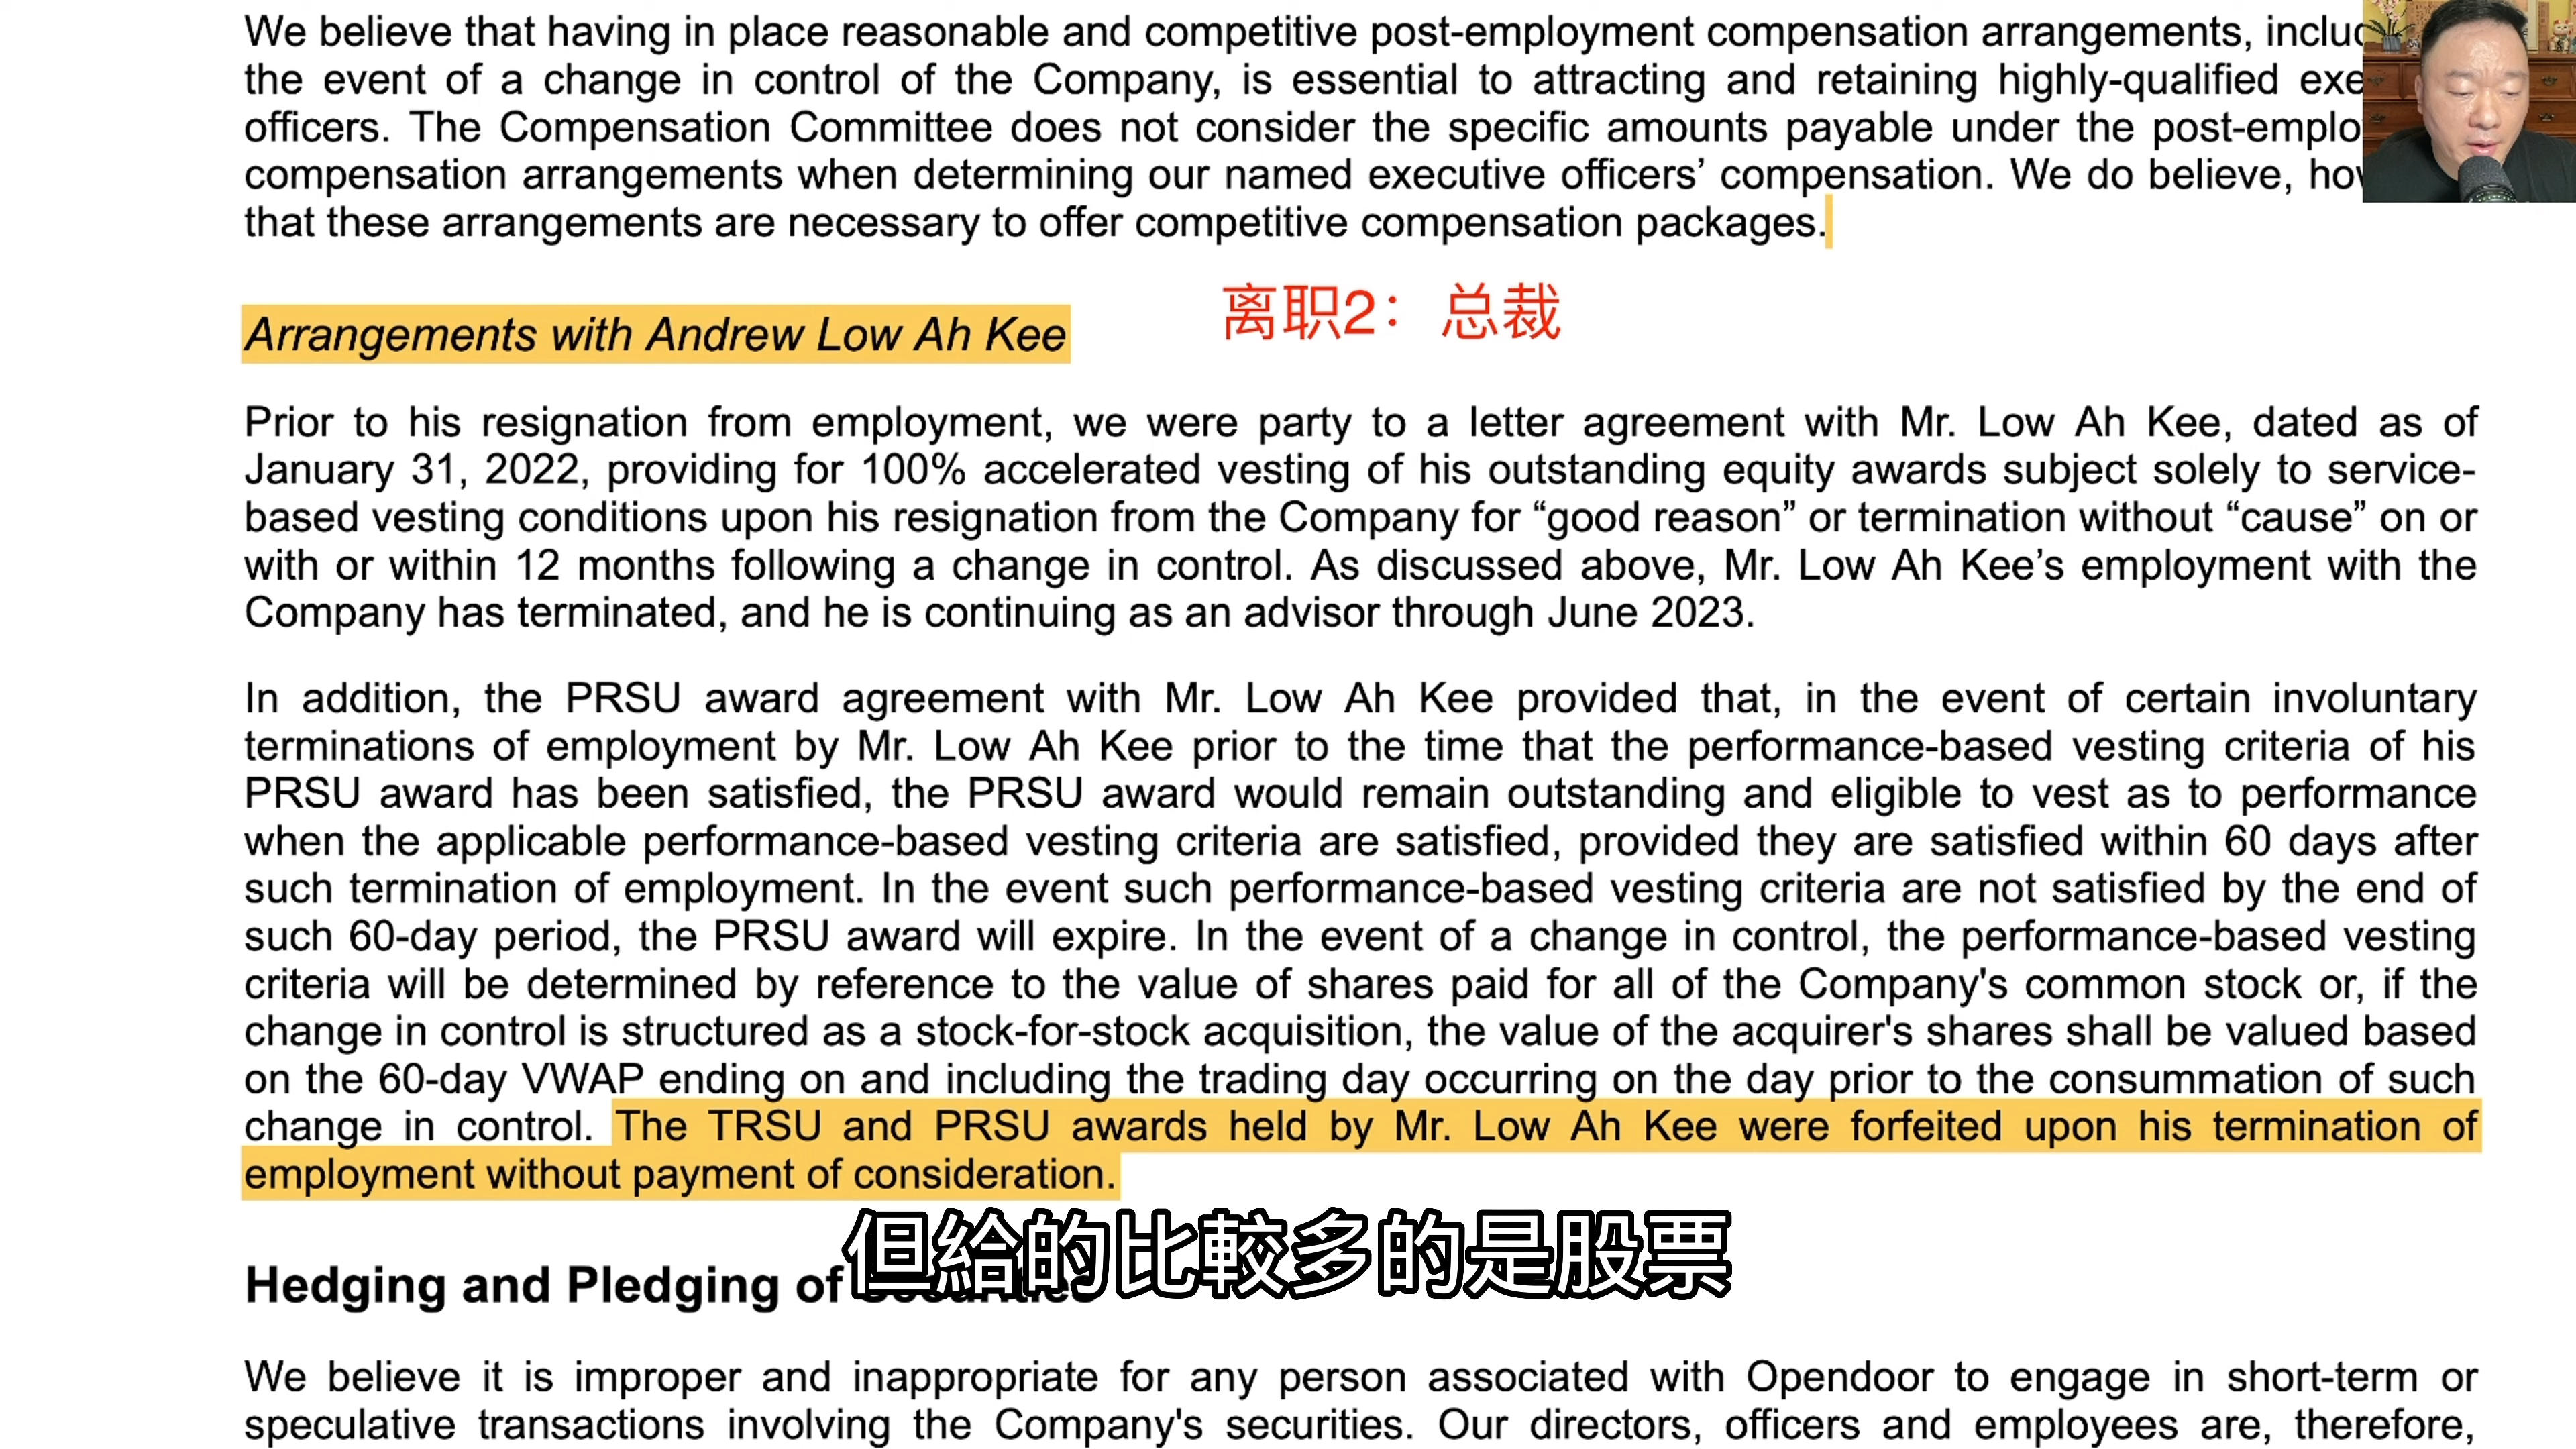 We believe that having in place reasonable and competitive post-employment compensation arrangements,
the event of a change in control of the Company, is essential to attracting and retaining highly-qualified
officers. The Compensation Committee does not consider the specific amounts payable under the
compensation arrangements when determining our named executive officers’ compensation. We do believe,
that these arrangements are necessary to offer competitive compensation packages.
Arrangements with Andrew Low Ah Kee
离职2：总裁
Prior to his resignation from employment, we were party to a letter agreement with Mr. Low Ah Kee, dated as of
January 31, 2022, providing for 100% accelerated vesting of his outstanding equity awards subject solely to service-
based vesting conditions upon his resignation from the Company for “good reason” or termination without “cause” on or
with or within 12 months following a change in control. As discussed above, Mr. Low Ah Kee’s employment with the
Company has terminated, and he is continuing as an advisor through June 2023.
In addition, the PRSU award agreement with Mr. Low Ah Kee provided that, in the event of certain involuntary
terminations of employment by Mr. Low Ah Kee prior to the time that the performance-based vesting criteria of his
PRSU award has been satisfied, the PRSU award would remain outstanding and eligible to vest as to performance
when the applicable performance-based vesting criteria are satisfied, provided they are satisfied within 60 days after
such termination of employment. In the event such performance-based vesting criteria are not satisfied by the end of
such 60-day period, the PRSU award will expire. In the event of a change in control, the performance-based vesting
criteria will be determined by reference to the value of shares paid for all of the Company's common stock or, if the
change in control is structured as a stock-for-stock acquisition, the value of the acquirer's shares shall be valued based
on the 60-day VWAP ending on and including the trading day occurring on the day prior to the consummation of such
change in control. The TRSU and PRSU awards held by Mr. Low Ah Kee were forfeited upon his termination of
employment without payment of consideration.
但給的比較多的是股票
Hedging and Pledging of
We believe it is improper and inappropriate for any person associated with Opendoor to engage in short-term or
speculative transactions involving the Company's securities. Our directors, officers and employees are, therefore,